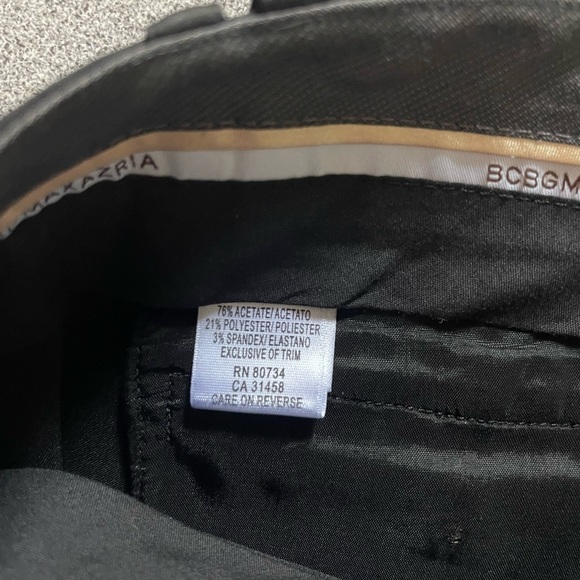 MAXAZRIA
BCBGM
76% ACETATE/ACETATO
21% POLYESTER/POLIESTER
3% SPANDEX/ELASTANO
EXCLUSIVE OF TRIM
RN 80734
CA 31458
CARE ON REVERSE